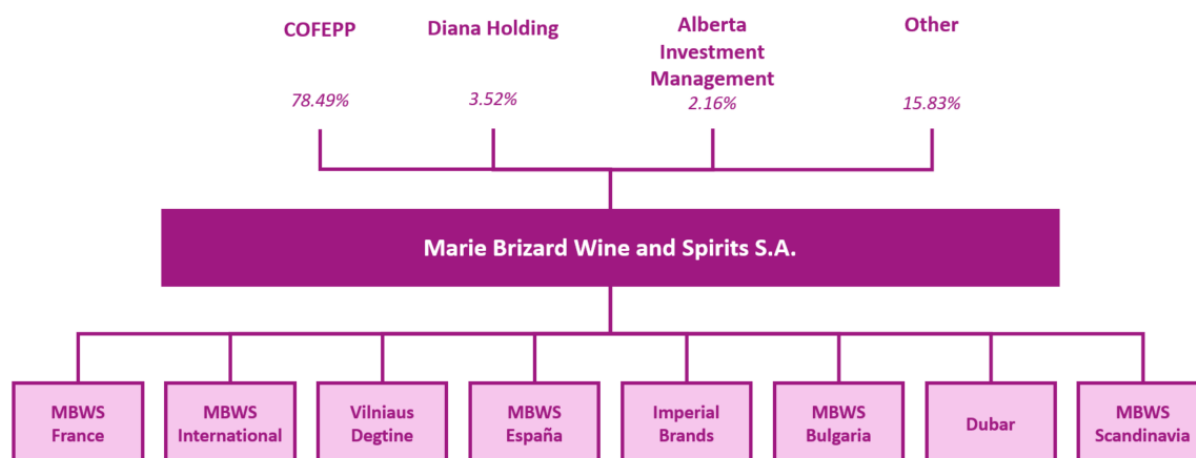 COFEPP
Diana Holding
Alberta
Investment
Management
Other
78.49%
3.52%
2.16%
15.83%
Marie Brizard Wine and Spirits S.A.
MBWS
France
MBWS
International
Vilniaus
Degtine
MBWS
España
Imperial
Brands
MBWS
Bulgaria
Dubar
MBWS
Scandinavia